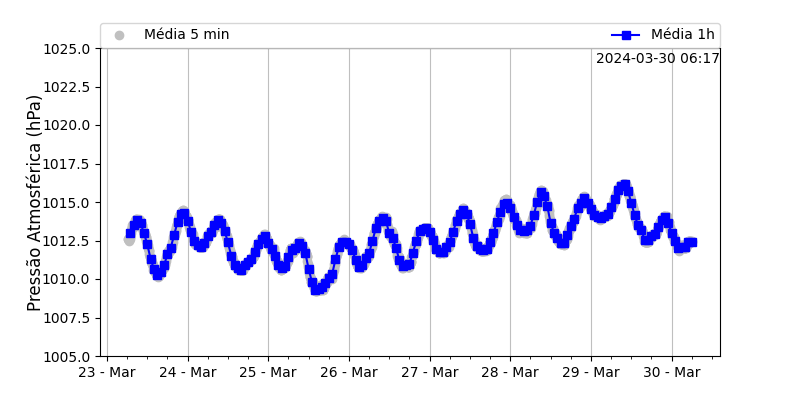 Média 5 min
Média 1h
2024-03-30 06:17
Pressão Atmosférica (hPa)
1025.0
1022.5
1020.0
1017.5
1015.0
1012.5
1010.0
1007.5
1005.0
23 - Mar
24 - Mar
25 - Mar
26 - Mar
27 - Mar
28 - Mar
29 - Mar
30 - Mar